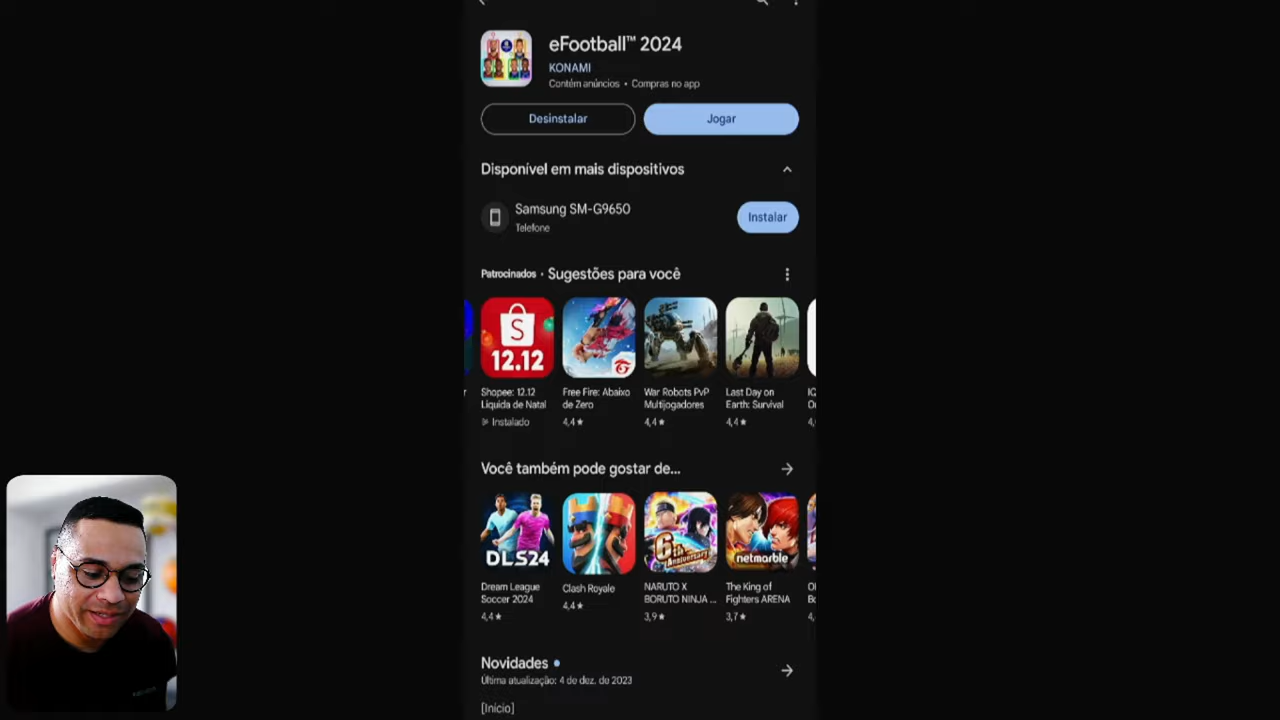 eFootball™ 2024
KONAMI
Contém anúncios • Compras no app
Desinstalar
Jogar
Disponível em mais dispositivos
Samsung SM-G9650
Telefone
Instalar
Patrocinados · Sugestões para você
S
12.12
Shopee: 12.12
Liquida de Natal
Instalado
Free Fire: Abaixo
de Zero
4,4★
War Robots PvP
Multijogadores
4,4★
Last Day on
Earth: Survival
4,4★
Você também pode gostar de...
DLS24
6th
Anniversary
netmarble
Dream League
Soccer 2024
4,4★
Clash Royale
4,4★
NARUTO X
BORUTO NINJA ...
3,9★
The King of
Fighters ARENA
3,7★
Novidades
Última atualização: 4 de dez. de 2023
[Início]